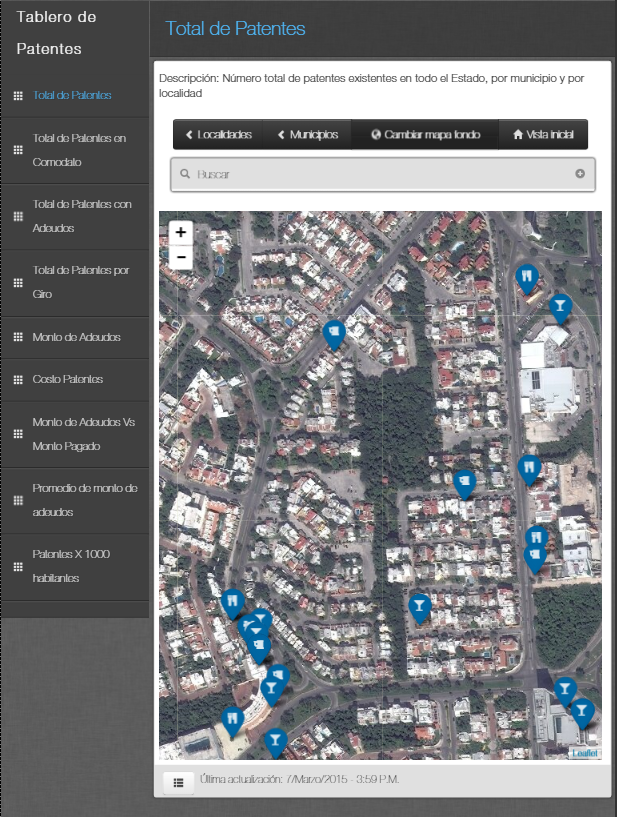 Tablero de
Patentes
Total de Patentes
Total de Patentes en
Comodato
Total de Patentes con
Adeudos
Total de Patentes por
Giro
Monto de Adeudos
Costo Patentes
Monto de Adeudos Vs
Monto Pagado
Promedio de monto de
adeudos
Patentes X 1000
habitantes
Total de Patentes
Descripción: Número total de patentes existentes en todo el Estado, por municipio y por
localidad
Localidades Municipios Cambiar mapa fondo Vista inicial
Buscar
+
−
Leaflet
Última actualización: 7/Marzo/2015 - 3:59 P.M.